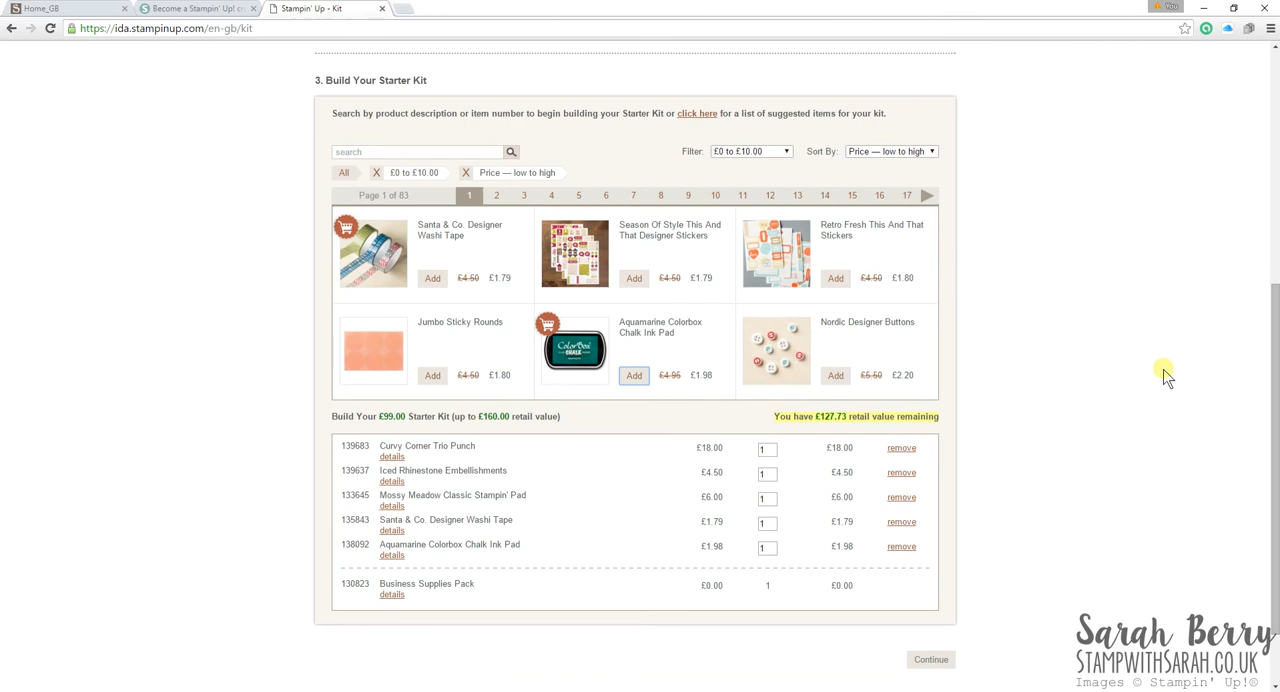 Home_GB
Become a Stampin' Up! cr
Stampin' Up - Kit
You
https://ida.stampinup.com/en-gb/kit
3. Build Your Starter Kit
Search by product description or item number to begin building your Starter Kit or click here for a list of suggested items for your kit.
search
Filter: £0 to £10.00 Sort By: Price — low to high
All X £0 to £10.00 X Price — low to high
Page 1 of 83 1 2 3 4 5 6 7 8 9 10 11 12 13 14 15 16 17
Santa & Co. Designer
Washi Tape
Add £4.50 £1.79
Season Of Style This And
That Designer Stickers
Add £4.50 £1.79
Retro Fresh This And That
Stickers
Add £4.50 £1.80
Jumbo Sticky Rounds
Add £4.50 £1.80
COLORBOX
CHALK
Aquamarine Colorbox
Chalk Ink Pad
Add £4.95 £1.98
Nordic Designer Buttons
Add £5.50 £2.20
Build Your £99.00 Starter Kit (up to £160.00 retail value) You have £127.73 retail value remaining
139683 Curvy Corner Trio Punch £18.00 1 £18.00 remove
details
139637 Iced Rhinestone Embellishments £4.50 1 £4.50 remove
details
133645 Mossy Meadow Classic Stampin' Pad £6.00 1 £6.00 remove
details
135843 Santa & Co. Designer Washi Tape £1.79 1 £1.79 remove
details
138092 Aquamarine Colorbox Chalk Ink Pad £1.98 1 £1.98 remove
details
130823 Business Supplies Pack £0.00 1 £0.00
details
Continue
Sarah Berry
STAMPWITHSARAH.CO.UK
Images © Stampin' Up!®